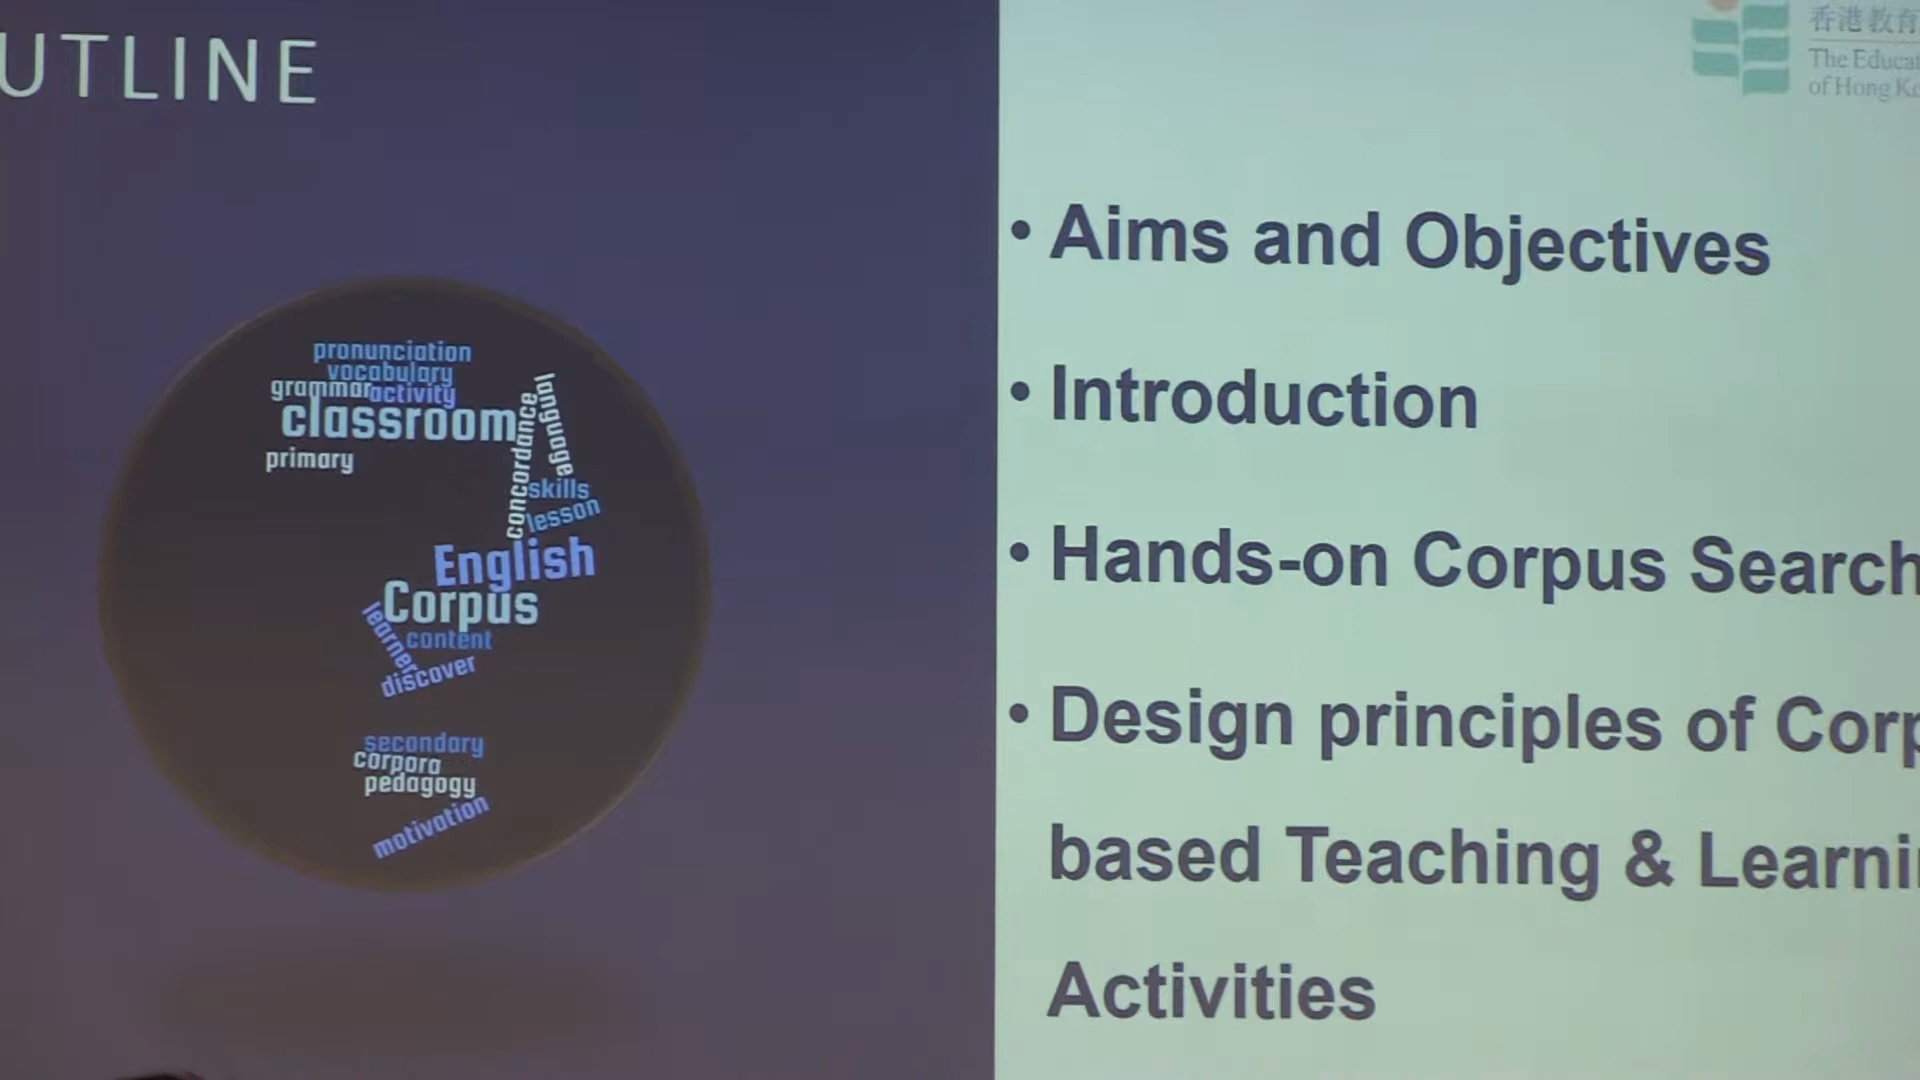 UTLINE
香港教育
The Educat
of Hong Ko
pronunciation
vocabulary
grammar activity
classroom
primary
concordance
language
skills
lesson
English
Corpus
learner
content
discover
secondary
corpora
pedagogy
motivation
• Aims and Objectives
• Introduction
• Hands-on Corpus Search
• Design principles of Corp
based Teaching & Learni
Activities